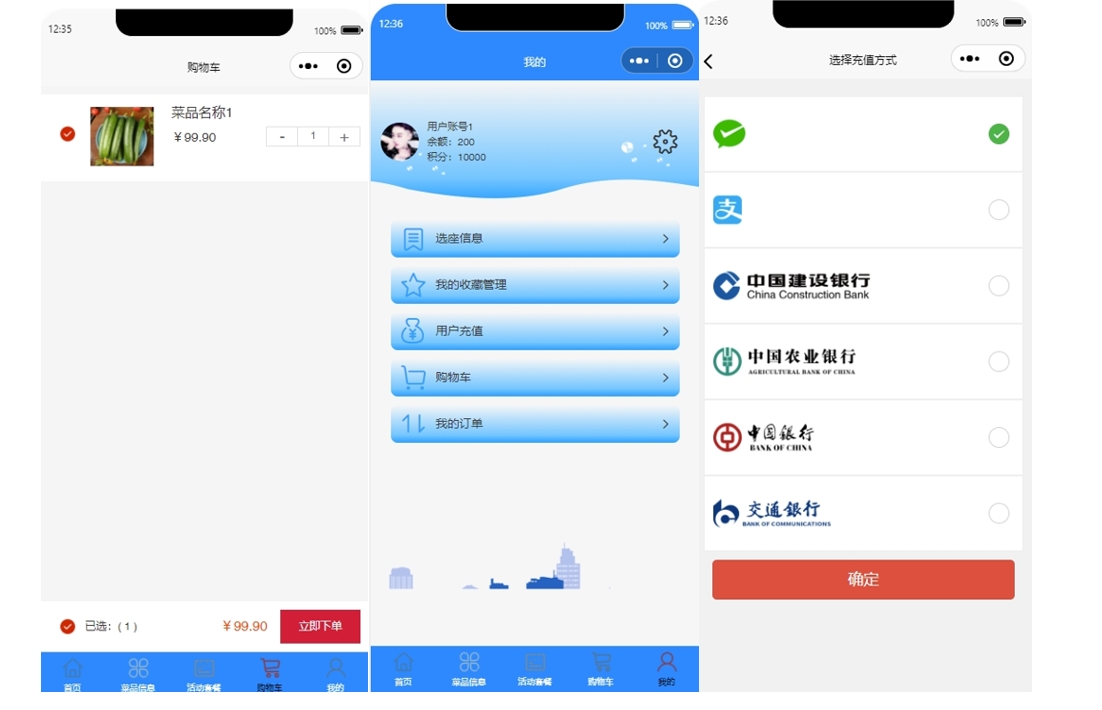 12:35
100%
购物车
菜品名称1
￥99.90
-
1
+
已选：( 1 )
￥99.90
立即下单
首页
菜品信息
活动套餐
购物车
我的
12:36
100%
我的
用户账号1
余额：200
积分：10000
选座信息
我的收藏管理
用户充值
购物车
我的订单
首页
菜品信息
活动套餐
购物车
我的
12:36
100%
选择充值方式
支
中国建设银行
China Construction Bank
中国农业银行
AGRICULTURAL BANK OF CHINA
中国银行
BANK OF CHINA
交通银行
BANK OF COMMUNICATIONS
确定